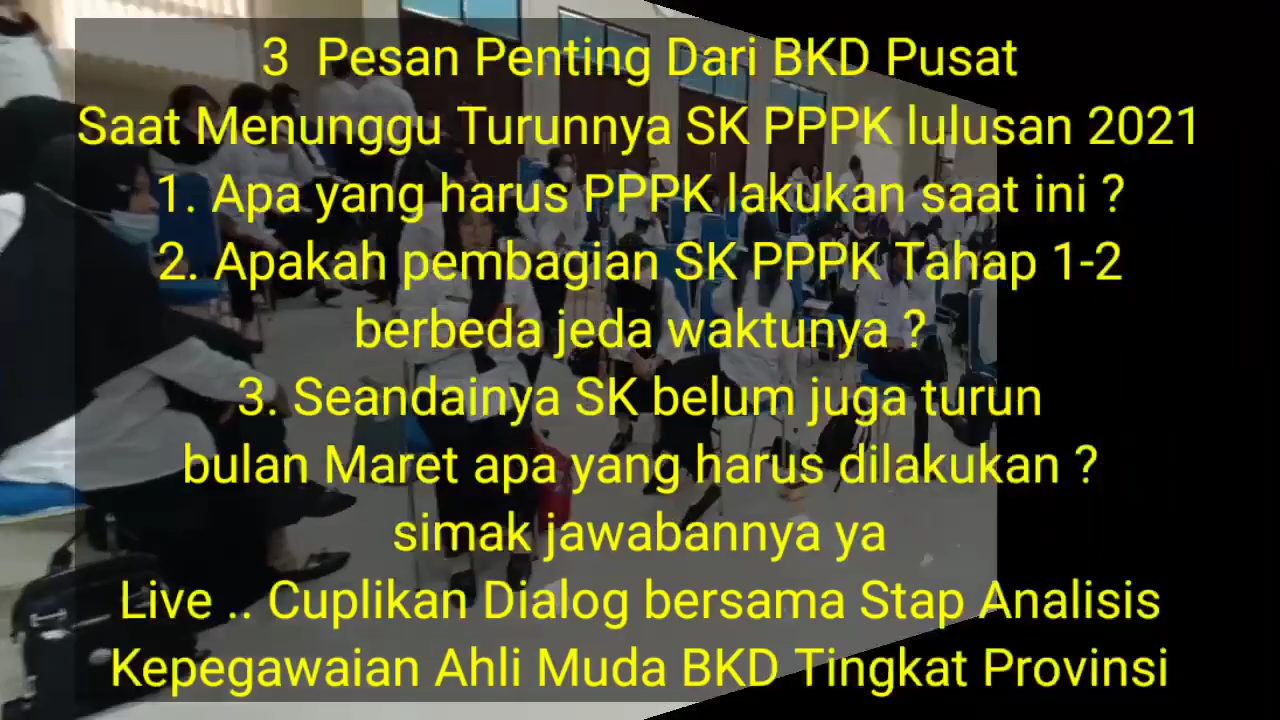 3 Pesan Penting Dari BKD Pusat
Saat Menunggu Turunnya SK PPPK lulusan 2021
1. Apa yang harus PPPK lakukan saat ini ?
2. Apakah pembagian SK PPPK Tahap 1-2
berbeda jeda waktunya ?
3. Seandainya SK belum juga turun
bulan Maret apa yang harus dilakukan ?
simak jawabannya ya
Live .. Cuplikan Dialog bersama Stap Analisis
Kepegawaian Ahli Muda BKD Tingkat Provinsi